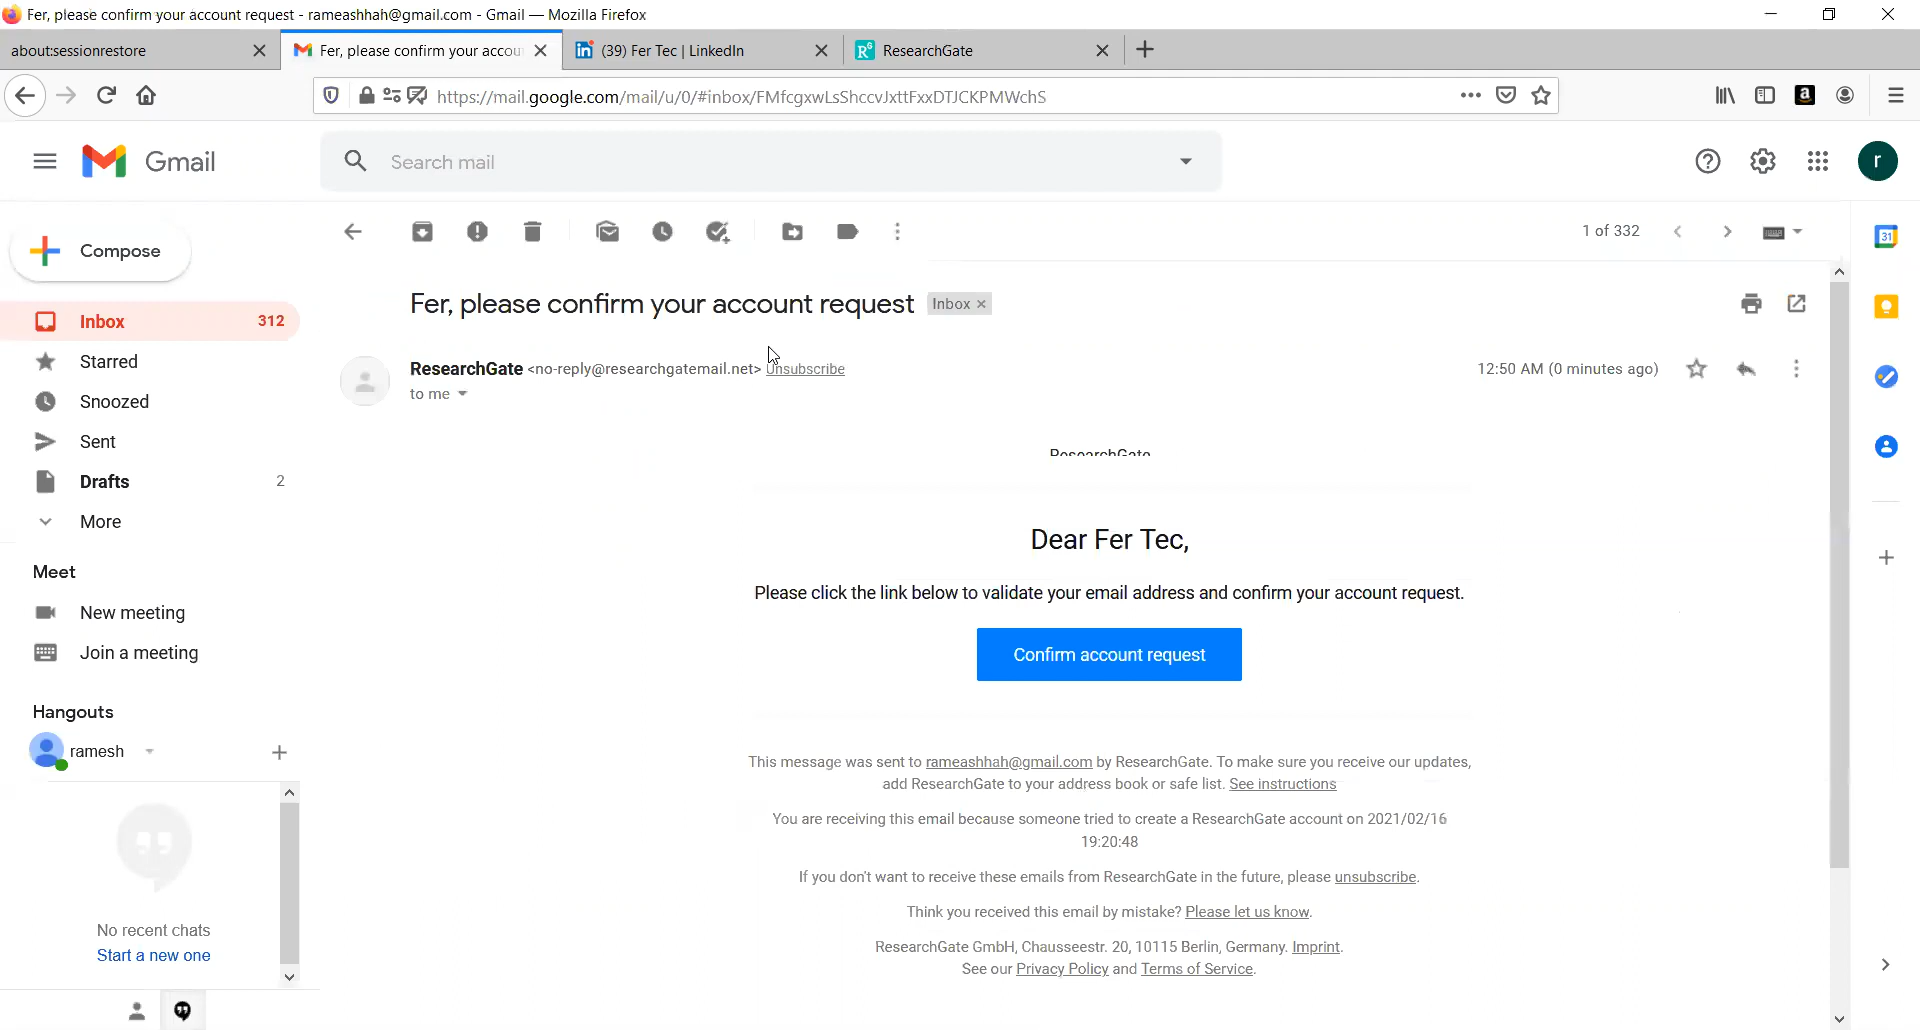 Fer, please confirm your account request - rameashhah@gmail.com - Gmail — Mozilla Firefox
about:sessionrestore
Fer, please confirm your accou
(39) Fer Tec | LinkedIn
ResearchGate
https://mail.google.com/mail/u/0/#inbox/FMfcgxwLsShccvJxttFxxDTJCKPMWchS
Gmail
Search mail
r
Compose
1 of 332
31
Inbox 312
Starred
Snoozed
Sent
Drafts 2
More
Meet
New meeting
Join a meeting
Hangouts
ramesh
No recent chats
Start a new one
Fer, please confirm your account request Inbox ×
ResearchGate <no-reply@researchgatemail.net> Unsubscribe
12:50 AM (0 minutes ago)
to me
ResearchGate
Dear Fer Tec,
Please click the link below to validate your email address and confirm your account request.
Confirm account request
This message was sent to rameashhah@gmail.com by ResearchGate. To make sure you receive our updates,
add ResearchGate to your address book or safe list. See instructions
You are receiving this email because someone tried to create a ResearchGate account on 2021/02/16
19:20:48
If you don't want to receive these emails from ResearchGate in the future, please unsubscribe.
Think you received this email by mistake? Please let us know.
ResearchGate GmbH, Chausseestr. 20, 10115 Berlin, Germany. Imprint.
See our Privacy Policy and Terms of Service.